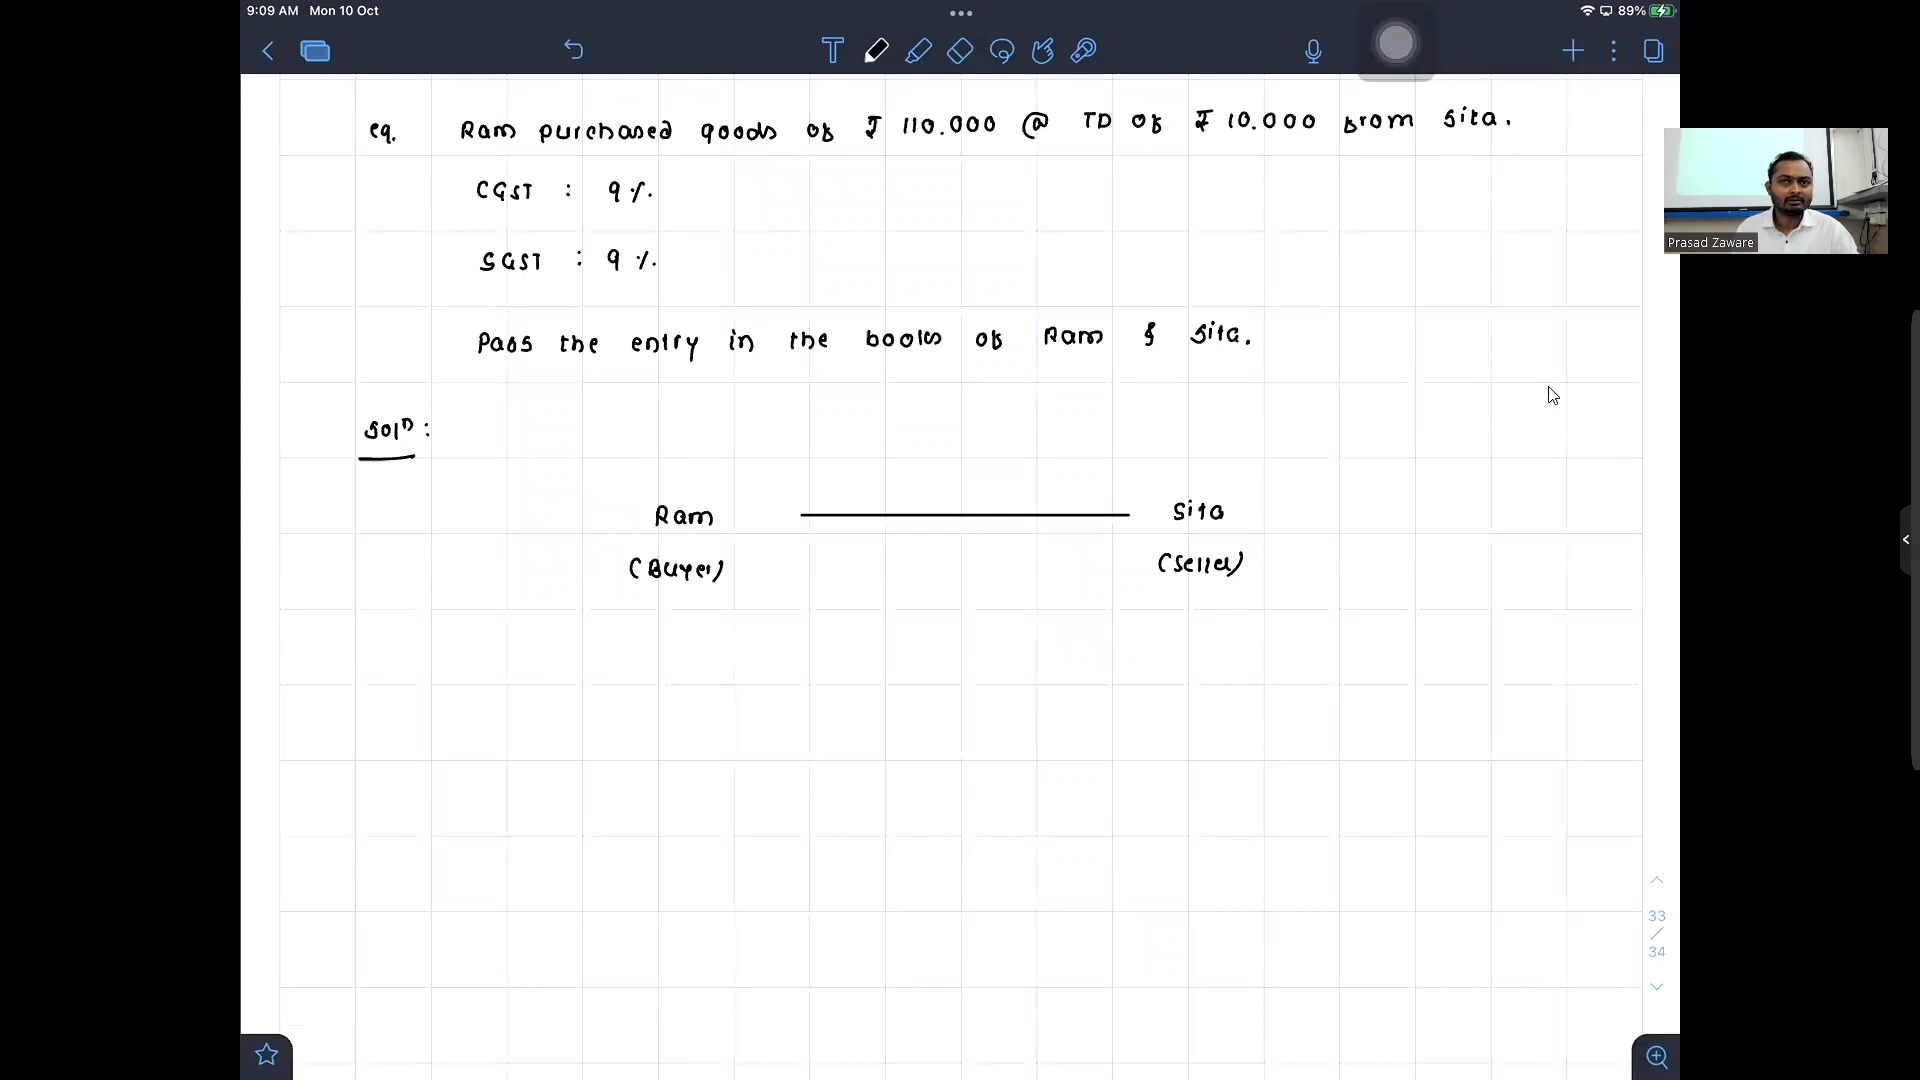 9:09 AM Mon 10 Oct
89%
eg. Ram purchased goods of ₹ 110.000 @ TD of ₹ 10.000 from Sita.
CGST : 9%.
SGST : 9%.
Pass the entry in the books of Ram & Sita.
Solⁿ :
Ram Sita
(Buyer) (Seller)
Prasad Zaware
33
/
34